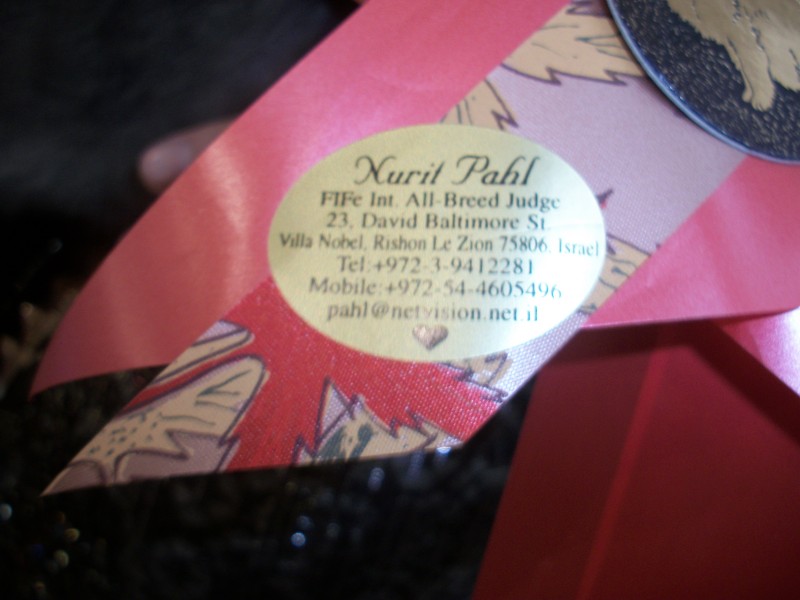 Nurit Pahl
FIFe Int. All-Breed Judge
23, David Baltimore St.
Villa Nobel, Rishon Le Zion 75806, Israel
Tel:+972-3-9412281
Mobile:+972-54-4605496
pahl@netvision.net.il